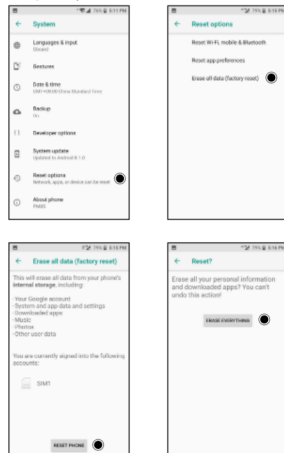 System
Languages & input
Gestures
Date & time
Backup
On
Developer options
System update
Updated to Android 8.1.0
Reset options
Network, apps, or device can be reset
About phone
Reset options
Reset Wi-Fi, mobile & Bluetooth
Reset app preferences
Erase all data (factory reset)
Erase all data (factory reset)
This will erase all data from your phone's
internal storage, including:
·Your Google account
·System and app data and settings
·Downloaded apps
·Music
·Photos
·Other user data
You are currently signed into the following
accounts:
SIM1
RESET PHONE
Reset?
Erase all your personal information
and downloaded apps? You can't
undo this action!
ERASE EVERYTHING